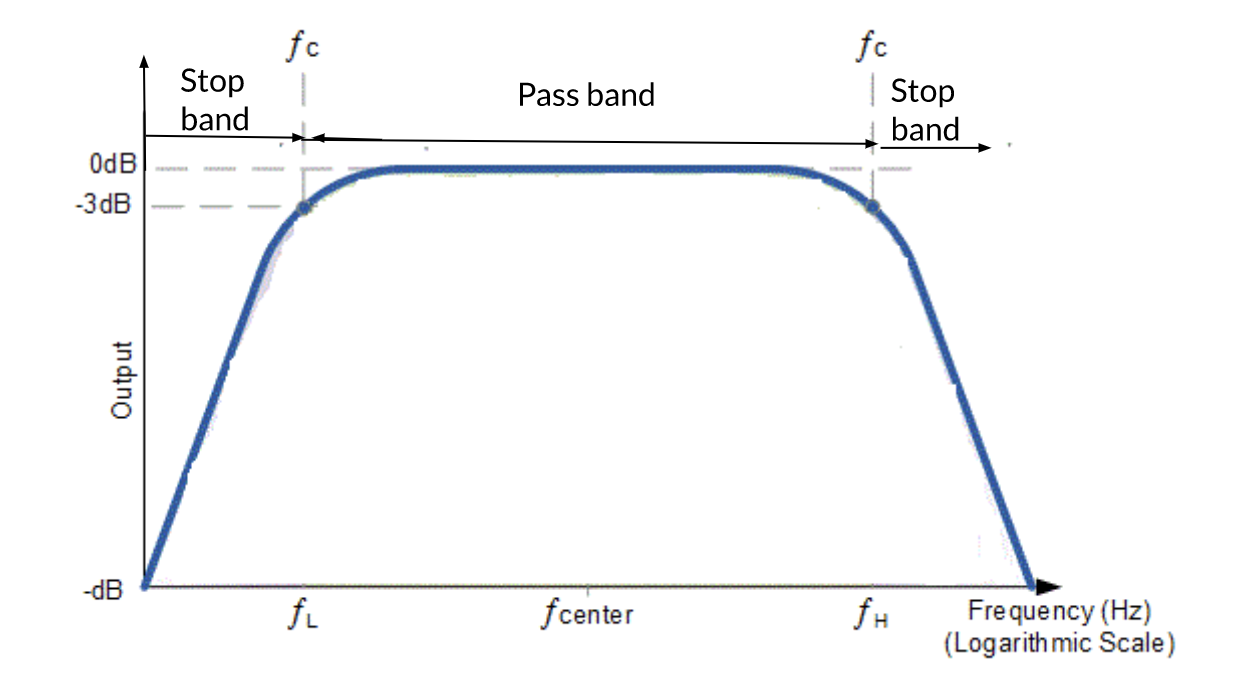 fc
fc
Stop
band
Pass band
Stop
band
0dB
-3dB
Output
-dB
fL
fcenter
fH
Frequency (Hz)
(Logarithmic Scale)